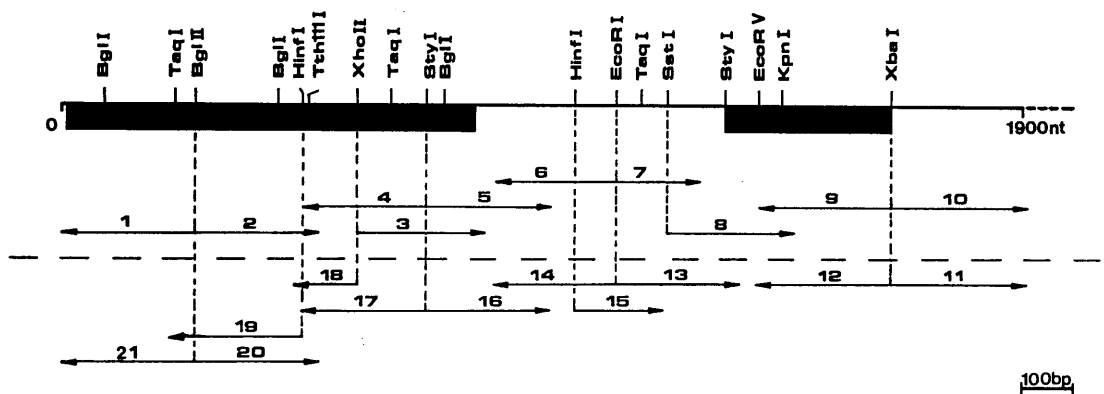 BglI
TaqI
BglII
BglI
HinfI
Tth111I
XhoII
TaqI
StyI
BglI
HinfI
EcoRI
TaqI
SstI
StyI
EcoRV
KpnI
XbaI
0
1900nt
6 7
4 5 9 10
1 2 3 8
18 14 13 12 11
17 16 15
19
21 20
100bp